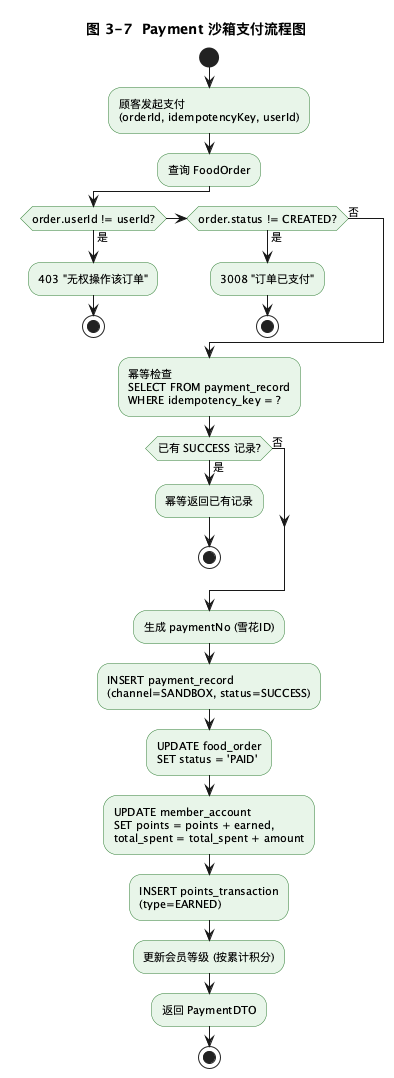 图 3-7 Payment 沙箱支付流程图
顾客发起支付
(orderId, idempotencyKey, userId)
查询 FoodOrder
order.userId != userId?
order.status != CREATED?
否
是
是
403 "无权操作该订单"
3008 "订单已支付"
幂等检查
SELECT FROM payment_record
WHERE idempotency_key = ?
已有 SUCCESS 记录?
否
是
幂等返回已有记录
生成 paymentNo (雪花ID)
INSERT payment_record
(channel=SANDBOX, status=SUCCESS)
UPDATE food_order
SET status = 'PAID'
UPDATE member_account
SET points = points + earned,
total_spent = total_spent + amount
INSERT points_transaction
(type=EARNED)
更新会员等级 (按累计积分)
返回 PaymentDTO